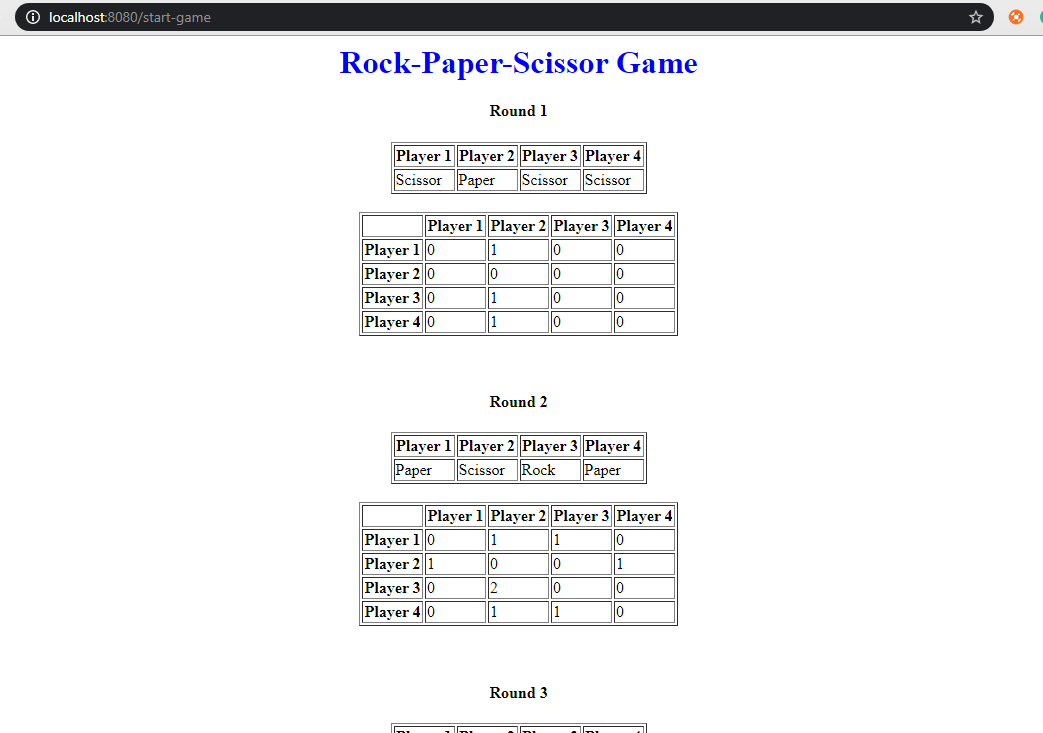 localhost:8080/start-game
Rock-Paper-Scissor Game
Round 1
Player 1 Player 2 Player 3 Player 4
Scissor Paper Scissor Scissor
Player 1 Player 2 Player 3 Player 4
Player 1 0 1 0 0
Player 2 0 0 0 0
Player 3 0 1 0 0
Player 4 0 1 0 0
Round 2
Player 1 Player 2 Player 3 Player 4
Paper Scissor Rock Paper
Player 1 Player 2 Player 3 Player 4
Player 1 0 1 1 0
Player 2 1 0 0 1
Player 3 0 2 0 0
Player 4 0 1 1 0
Round 3